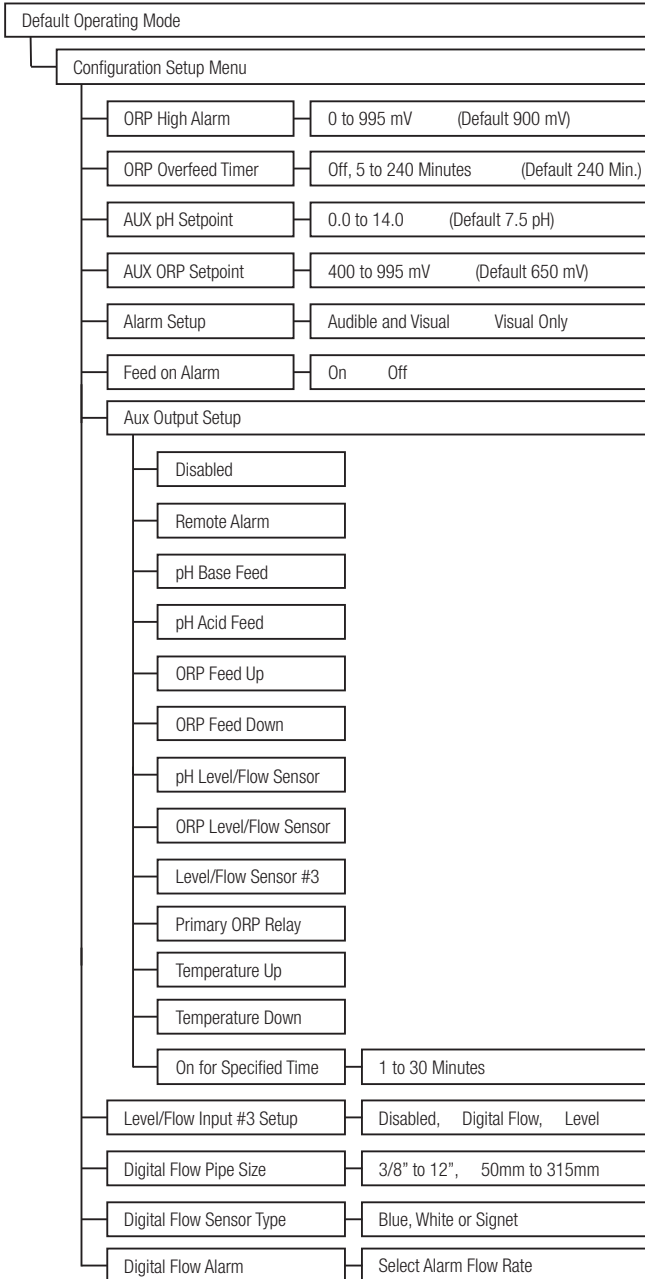 Default Operating Mode
Configuration Setup Menu
ORP High Alarm 0 to 995 mV (Default 900 mV)
ORP Overfeed Timer Off, 5 to 240 Minutes (Default 240 Min.)
AUX pH Setpoint 0.0 to 14.0 (Default 7.5 pH)
AUX ORP Setpoint 400 to 995 mV (Default 650 mV)
Alarm Setup Audible and Visual Visual Only
Feed on Alarm On Off
Aux Output Setup
Disabled
Remote Alarm
pH Base Feed
pH Acid Feed
ORP Feed Up
ORP Feed Down
pH Level/Flow Sensor
ORP Level/Flow Sensor
Level/Flow Sensor #3
Primary ORP Relay
Temperature Up
Temperature Down
On for Specified Time 1 to 30 Minutes
Level/Flow Input #3 Setup Disabled, Digital Flow, Level
Digital Flow Pipe Size 3/8” to 12”, 50mm to 315mm
Digital Flow Sensor Type Blue, White or Signet
Digital Flow Alarm Select Alarm Flow Rate